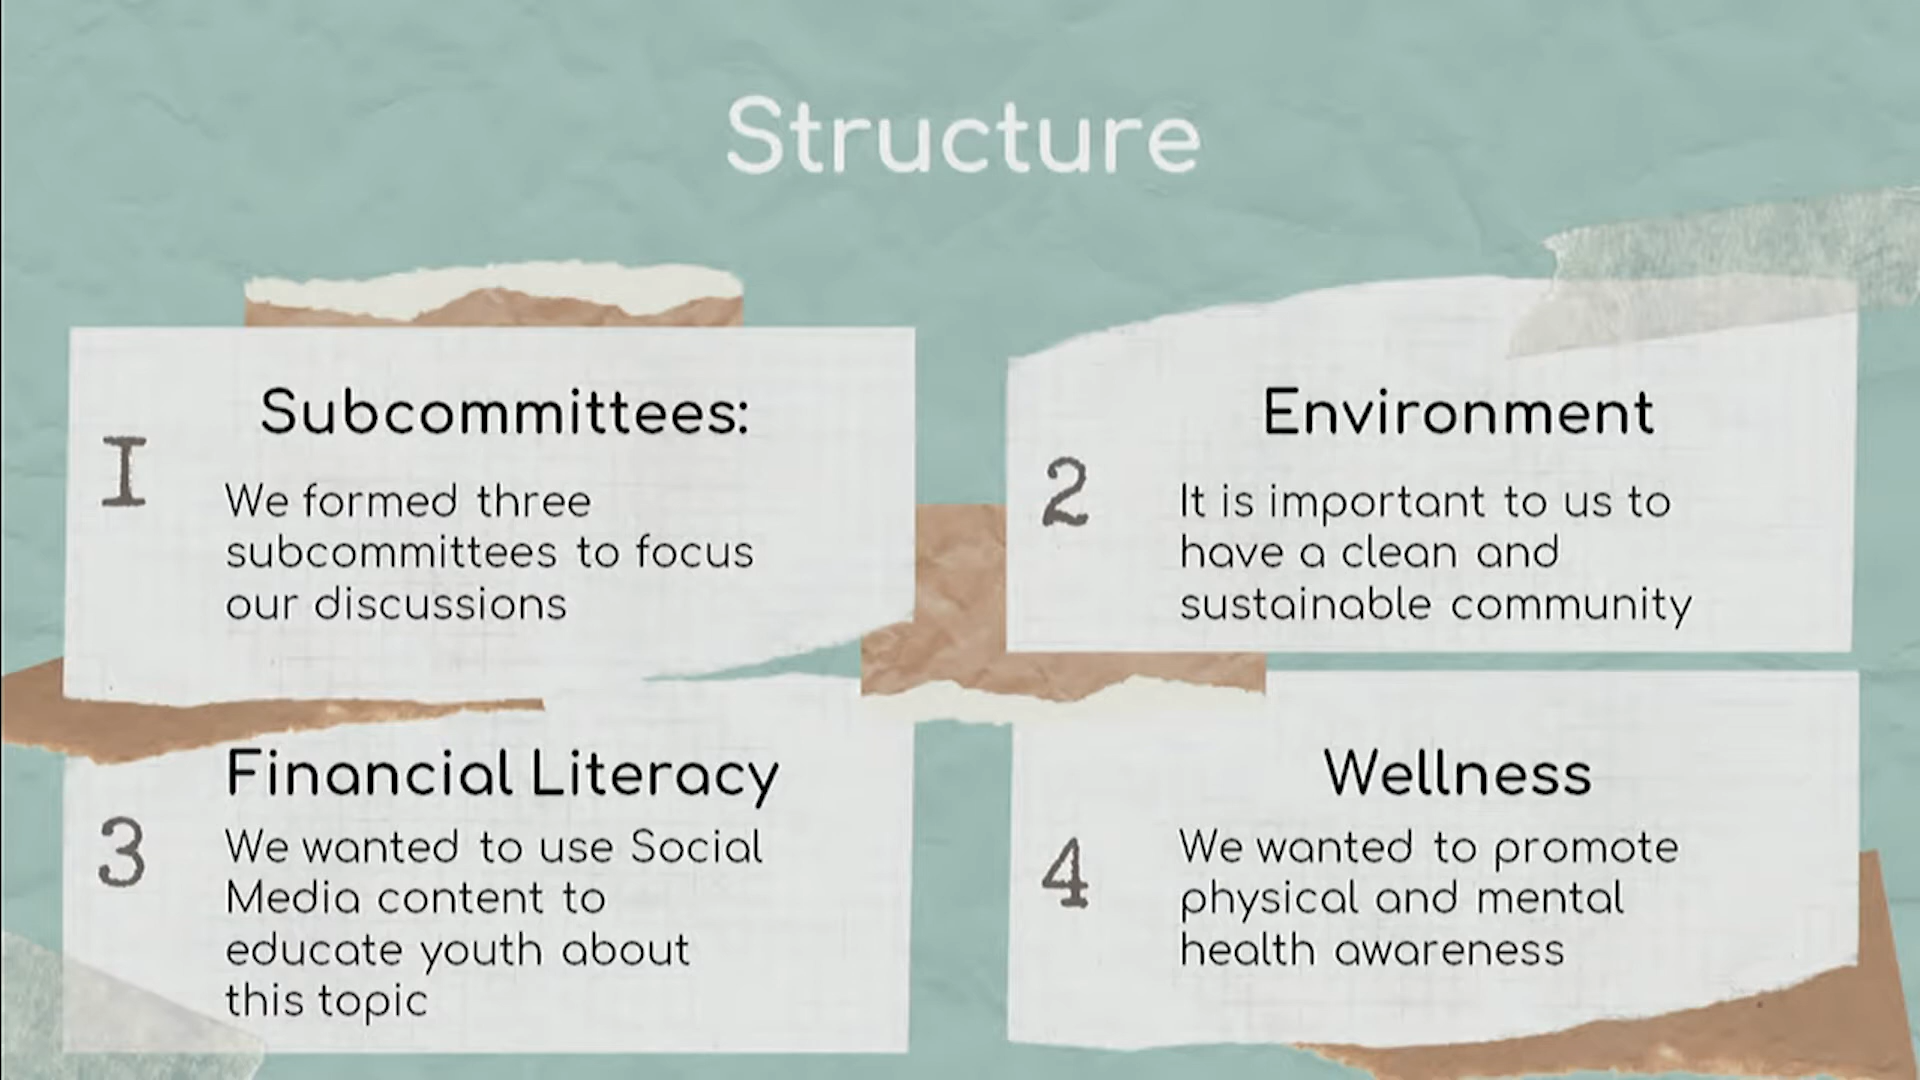 Structure
1
Subcommittees:
We formed three
subcommittees to focus
our discussions
2
Environment
It is important to us to
have a clean and
sustainable community
3
Financial Literacy
We wanted to use Social
Media content to
educate youth about
this topic
4
Wellness
We wanted to promote
physical and mental
health awareness